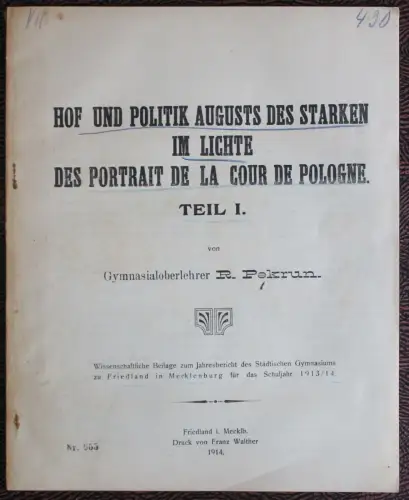 430
HOF UND POLITIK AUGUSTS DES STARKEN
IM LICHTE
DES PORTRAIT DE LA COUR DE POLOGNE.
TEIL I.
von
Gymnasialoberlehrer R. Pokrun.
Wissenschaftliche Beilage zum Jahresbericht des Städtischen Gymnasiums
zu Friedland in Mecklenburg für das Schuljahr 1913/14.
Friedland i. Mecklb.
Druck von Franz Walther
1914.
Nr. 965